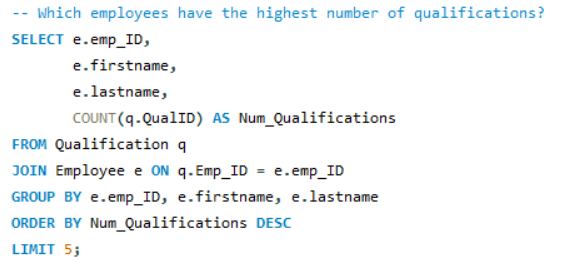 -- Which employees have the highest number of qualifications?
SELECT e.emp_ID,
e.firstname,
e.lastname,
COUNT(q.QualID) AS Num_Qualifications
FROM Qualification q
JOIN Employee e ON q.Emp_ID = e.emp_ID
GROUP BY e.emp_ID, e.firstname, e.lastname
ORDER BY Num_Qualifications DESC
LIMIT 5;